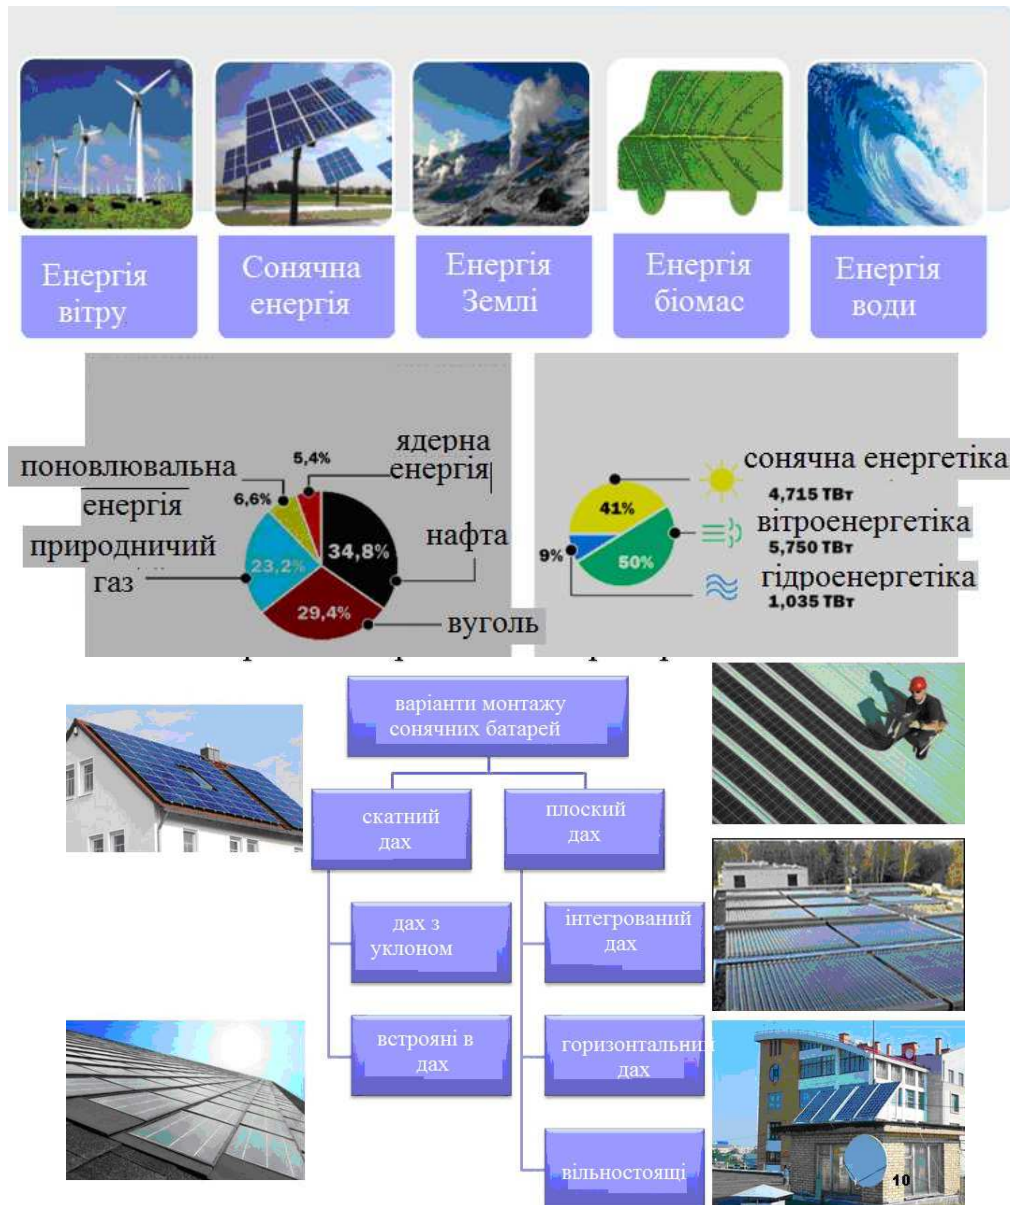 Енергія
вітру
Сонячна
енергія
Енергія
Землі
Енергія
біомас
Енергія
води
поновлювальна
енергія
6,6%
5,4%
ядерна
енергія
природничий
газ
23,2%
34,8%
нафта
29,4%
вуголь
41%
9%
50%
сонячна енергетіка
4,715 ТВт
вітроенергетіка
5,750 ТВт
гідроенергетіка
1,035 ТВт
варіанти монтажу
сонячних батарей
скатний
дах
плоский
дах
дах з
уклоном
інтегрований
дах
встрояні в
дах
горизонтальний
дах
вільностоящі
10